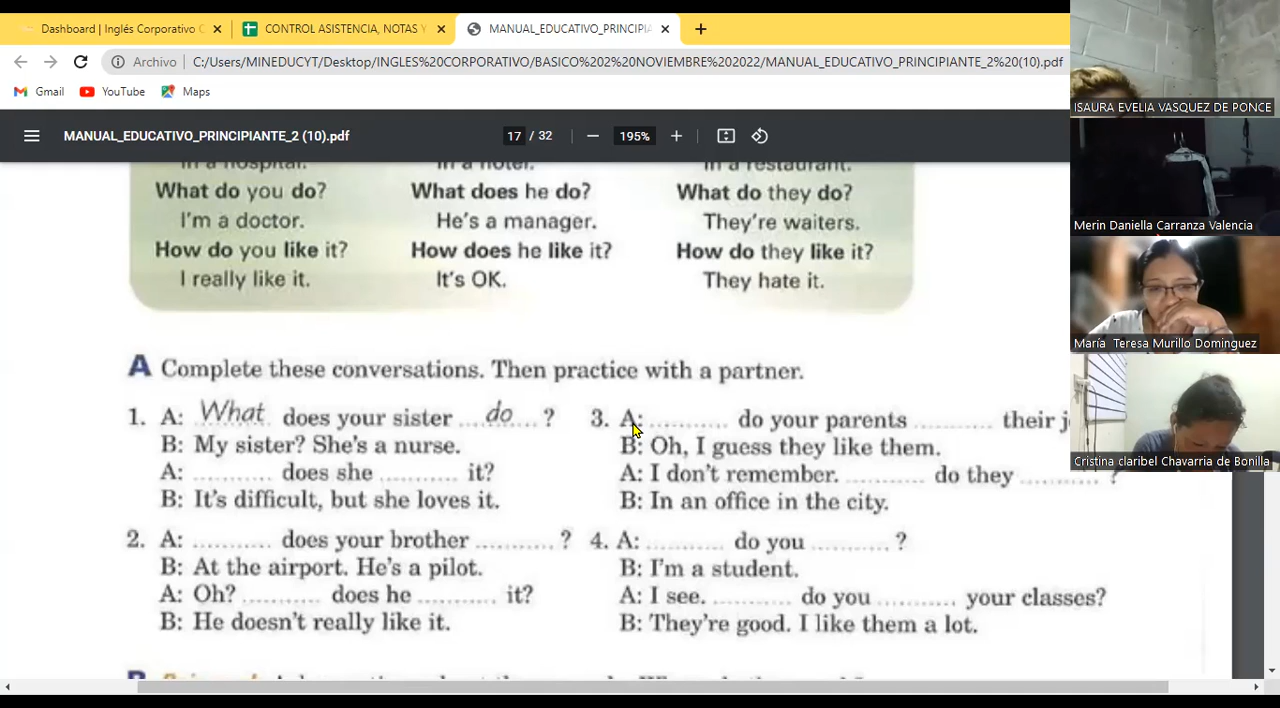 Dashboard | Inglés Corporativo
CONTROL ASISTENCIA, NOTAS Y
MANUAL_EDUCATIVO_PRINCIPIA
Archivo
C:/Users/MINEDUCYT/Desktop/INGLES%20CORPORATIVO/BASICO%202%20NOVIEMBRE%202022/MANUAL_EDUCATIVO_PRINCIPIANTE_2%20(10).pdf
Gmail YouTube Maps
MANUAL_EDUCATIVO_PRINCIPIANTE_2 (10).pdf
17 / 32
195%
In a hospital. In a hotel. In a restaurant.
What do you do? What does he do? What do they do?
I'm a doctor. He's a manager. They're waiters.
How do you like it? How does he like it? How do they like it?
I really like it. It's OK. They hate it.
A Complete these conversations. Then practice with a partner.
1. A: What does your sister do ?
B: My sister? She's a nurse.
A: .......... does she .......... it?
B: It's difficult, but she loves it.
2. A: .......... does your brother .......... ?
B: At the airport. He's a pilot.
A: Oh? .......... does he .......... it?
B: He doesn't really like it.
3. A: .......... do your parents .......... their
B: Oh, I guess they like them.
A: I don't remember. .......... do they .......... ?
B: In an office in the city.
4. A: .......... do you .......... ?
B: I'm a student.
A: I see. .......... do you .......... your classes?
B: They're good. I like them a lot.
ISAURA EVELIA VASQUEZ DE PONCE
Merin Daniella Carranza Valencia
María Teresa Murillo Dominguez
Cristina claribel Chavarria de Bonilla